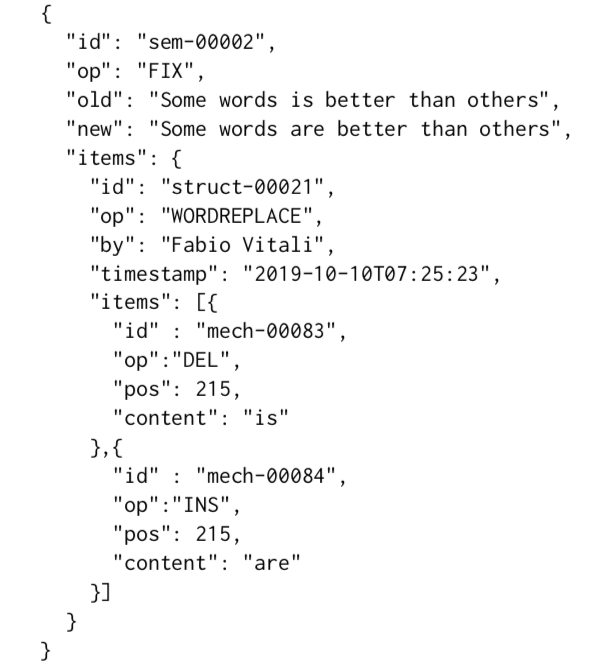 {
  "id": "sem-00002",
  "op": "FIX",
  "old": "Some words is better than others",
  "new": "Some words are better than others",
  "items": {
    "id": "struct-00021",
    "op": "WORDREPLACE",
    "by": "Fabio Vitali",
    "timestamp": "2019-10-10T07:25:23",
    "items": [{
      "id" : "mech-00083",
      "op":"DEL",
      "pos": 215,
      "content": "is"
    },{
      "id" : "mech-00084",
      "op":"INS",
      "pos": 215,
      "content": "are"
    }]
  }
}